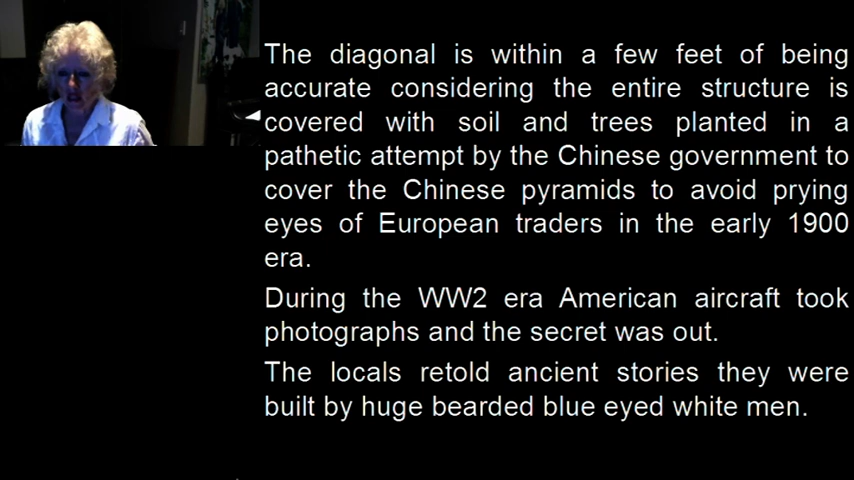 The diagonal is within a few feet of being
accurate considering the entire structure is
covered with soil and trees planted in a
pathetic attempt by the Chinese government to
cover the Chinese pyramids to avoid prying
eyes of European traders in the early 1900
era.
During the WW2 era American aircraft took
photographs and the secret was out.
The locals retold ancient stories they were
built by huge bearded blue eyed white men.